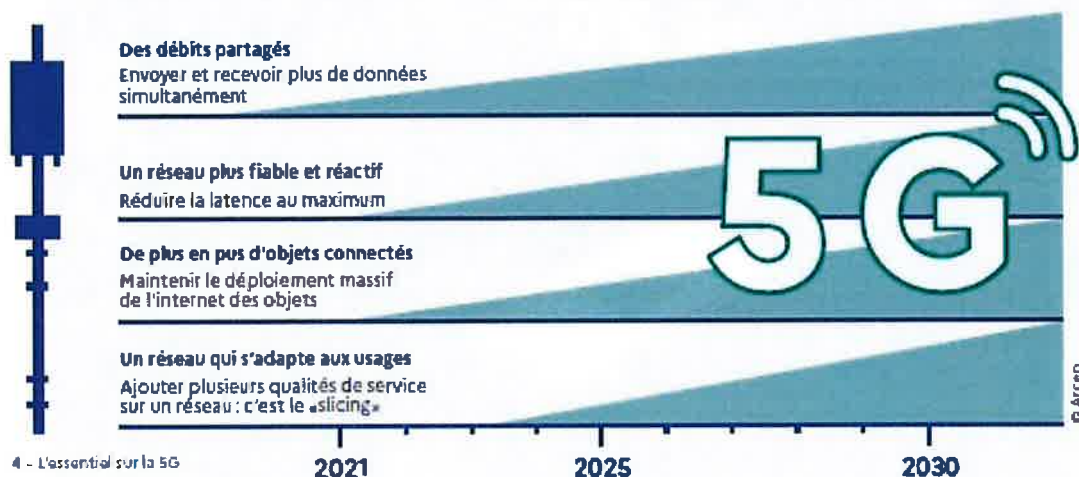 Des débits partagés
Envoyer et recevoir plus de données
simultanément
Un réseau plus fiable et réactif
Réduire la latence au maximum
5G
De plus en pus d'objets connectés
Maintenir le déploiement massif
de l'internet des objets
Un réseau qui s'adapte aux usages
Ajouter plusieurs qualités de service
sur un réseau : c'est le «slicing»
© Arcep
4 - L'essentiel sur la 5G
2021 2025 2030